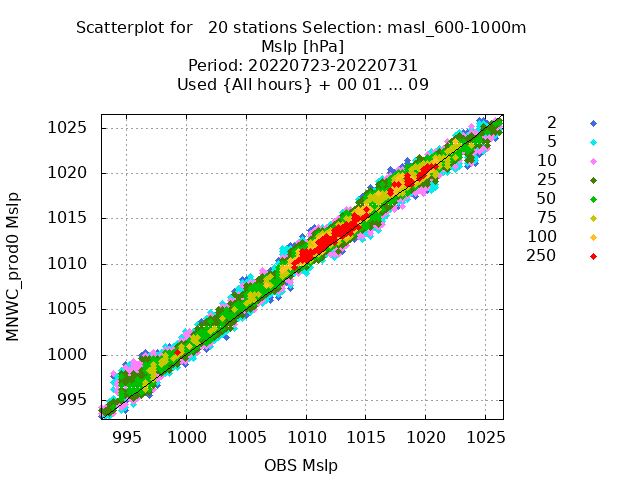 Scatterplot for   20 stations Selection: masl_600-1000m
Mslp [hPa]
Period: 20220723-20220731
Used {All hours} + 00 01 ... 09
MNWC_prod0 Mslp
1025
1020
1015
1010
1005
1000
995
995 1000 1005 1010 1015 1020 1025
OBS Mslp
2
5
10
25
50
75
100
250